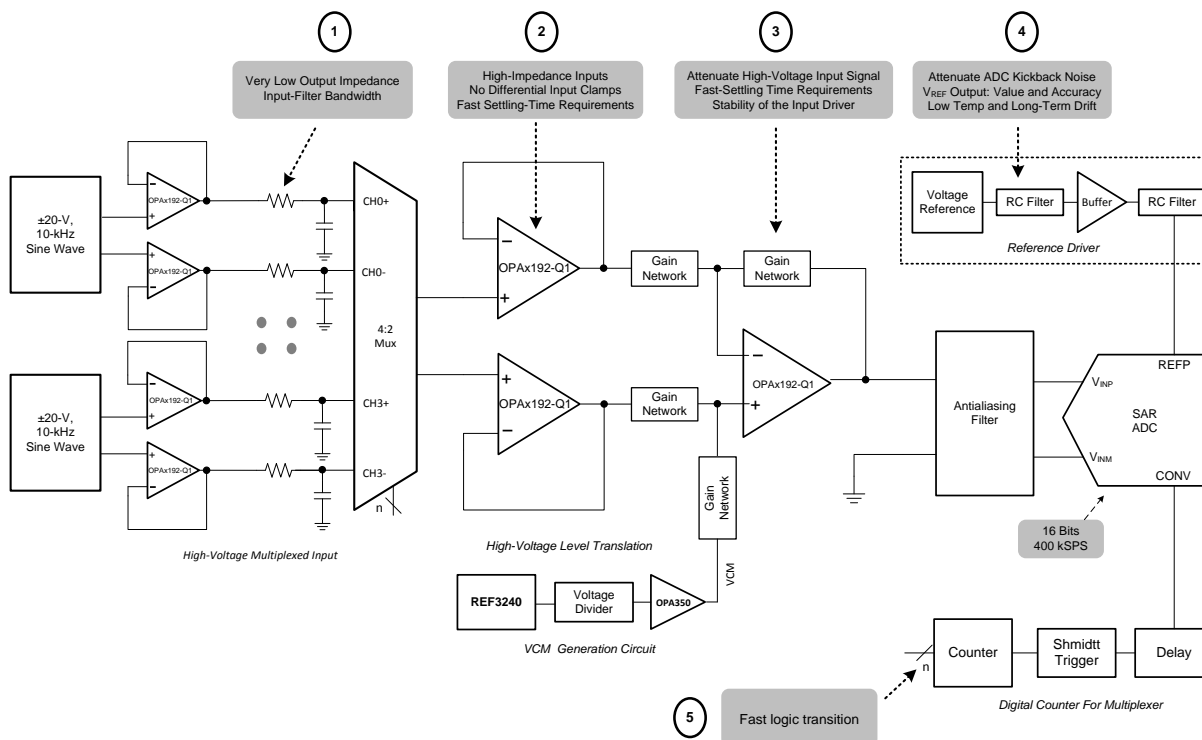 1
2
3
4
Very Low Output Impedance
Input-Filter Bandwidth
High-Impedance Inputs
No Differential Input Clamps
Fast Settling-Time Requirements
Attenuate High-Voltage Input Signal
Fast-Settling Time Requirements
Stability of the Input Driver
Attenuate ADC Kickback Noise
VREF Output: Value and Accuracy
Low Temp and Long-Term Drift
±20-V,
10-kHz
Sine Wave
OPAx192-Q1
OPAx192-Q1
CH0+
CH0-
4:2
Mux
CH3+
CH3-
n
±20-V,
10-kHz
Sine Wave
OPAx192-Q1
OPAx192-Q1
High-Voltage Multiplexed Input
OPAx192-Q1
OPAx192-Q1
Gain
Network
Gain
Network
Gain
Network
Gain
Network
OPAx192-Q1
High-Voltage Level Translation
VCM
REF3240
Voltage
Divider
OPA350
VCM Generation Circuit
Voltage
Reference
RC Filter
Buffer
RC Filter
Reference Driver
Antialiasing
Filter
REFP
VINP
SAR
ADC
VINM
CONV
16 Bits
400 kSPS
n
Counter
Shmidtt
Trigger
Delay
Digital Counter For Multiplexer
5
Fast logic transition